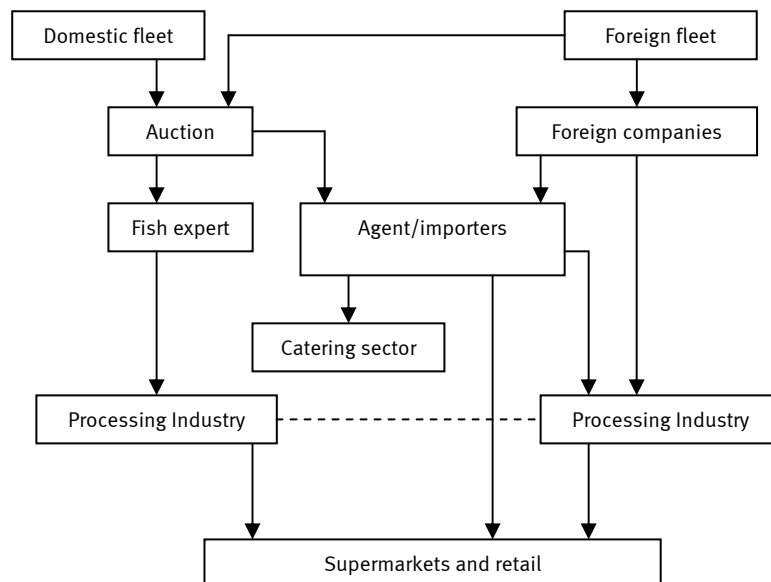 Domestic fleet
Foreign fleet
Auction
Foreign companies
Fish expert
Agent/importers
Catering sector
Processing Industry
Processing Industry
Supermarkets and retail